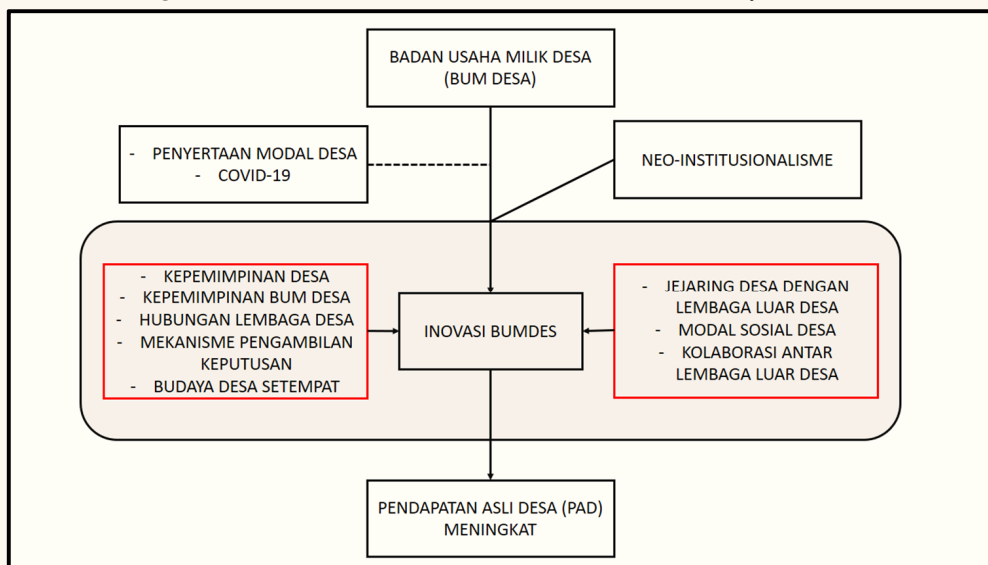 BADAN USAHA MILIK DESA
(BUM DESA)
- PENYERTAAN MODAL DESA
- COVID-19
NEO-INSTITUSIONALISME
- KEPEMIMPINAN DESA
- KEPEMIMPINAN BUM DESA
- HUBUNGAN LEMBAGA DESA
- MEKANISME PENGAMBILAN
KEPUTUSAN
- BUDAYA DESA SETEMPAT
INOVASI BUMDES
- JEJARING DESA DENGAN
LEMBAGA LUAR DESA
- MODAL SOSIAL DESA
- KOLABORASI ANTAR
LEMBAGA LUAR DESA
PENDAPATAN ASLI DESA (PAD)
MENINGKAT